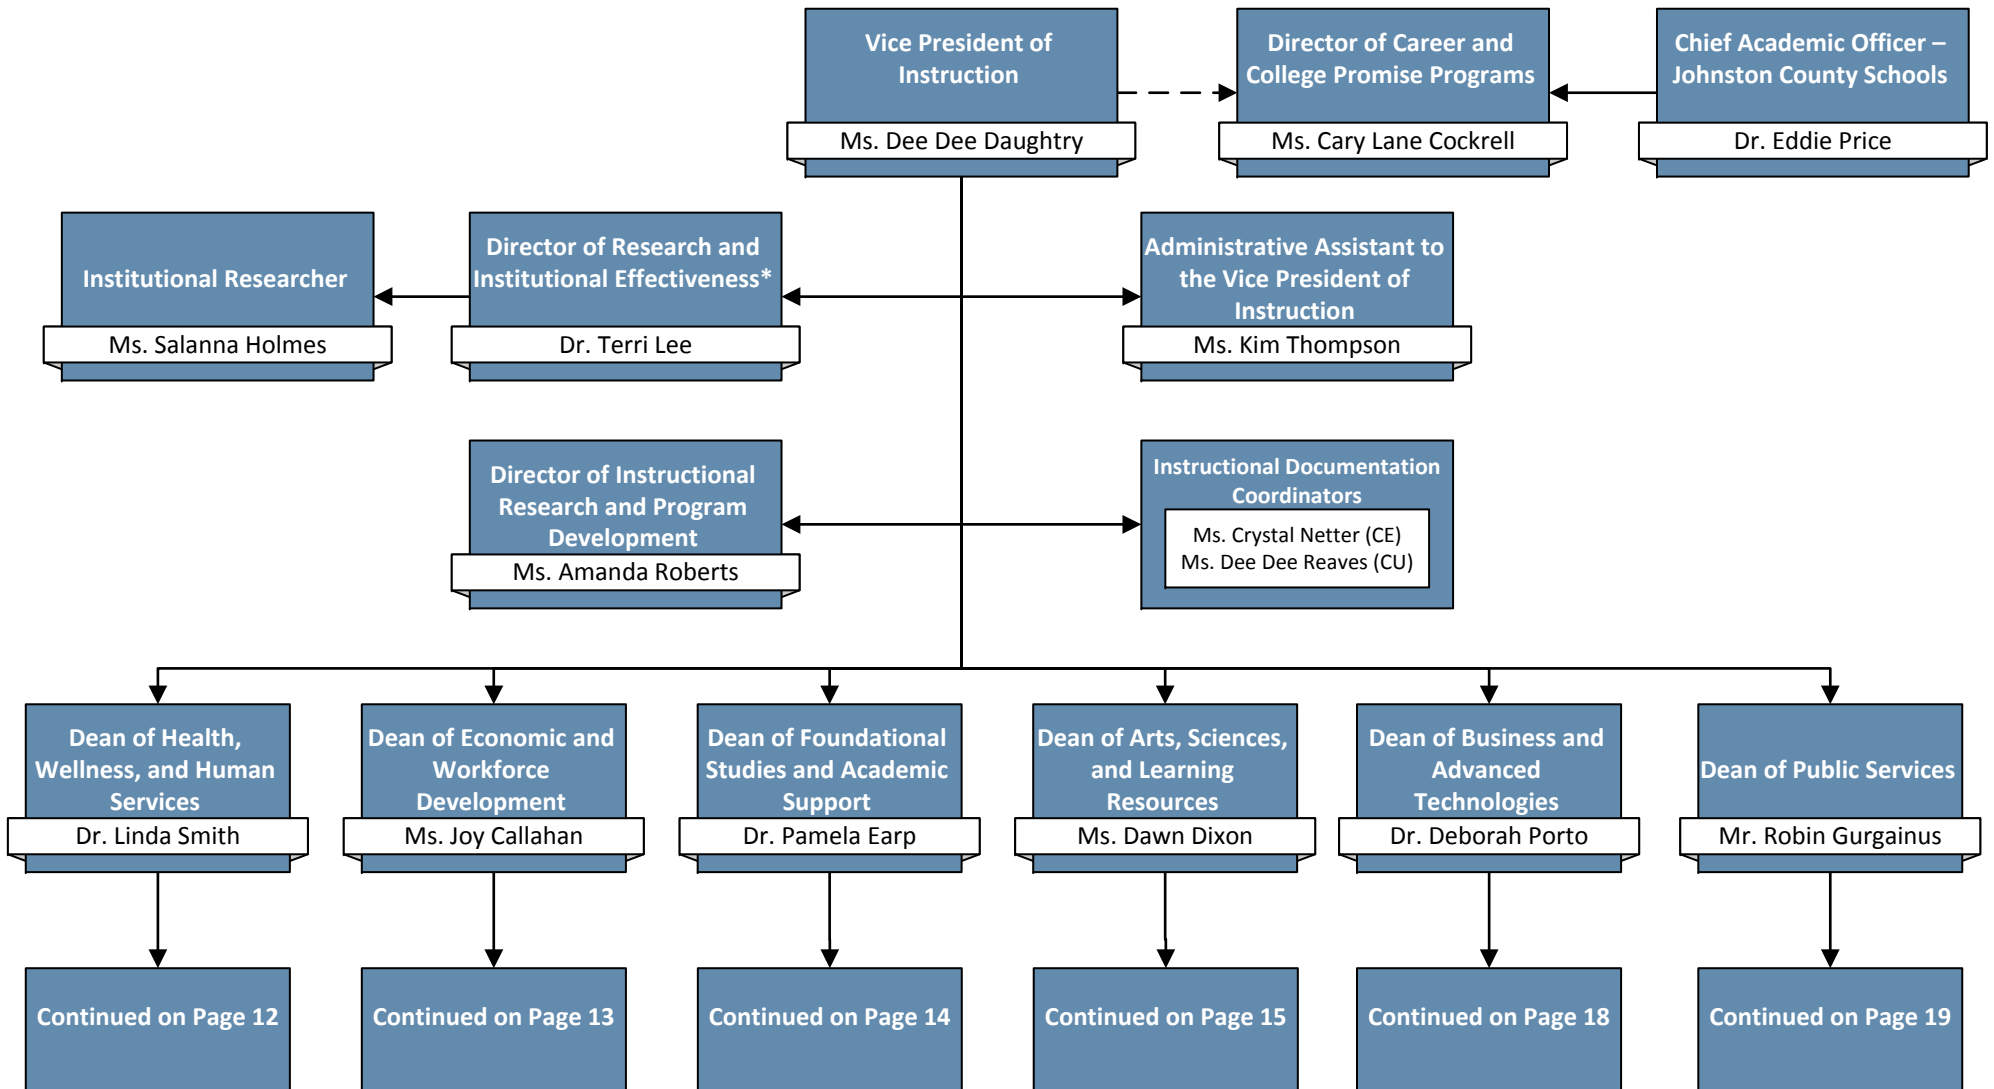 Vice President of
Instruction
Ms. Dee Dee Daughtry
Director of Career and
College Promise Programs
Ms. Cary Lane Cockrell
Chief Academic Officer –
Johnston County Schools
Dr. Eddie Price
Institutional Researcher
Ms. Salanna Holmes
Director of Research and
Institutional Effectiveness*
Dr. Terri Lee
Administrative Assistant to
the Vice President of
Instruction
Ms. Kim Thompson
Director of Instructional
Research and Program
Development
Ms. Amanda Roberts
Instructional Documentation
Coordinators
Ms. Crystal Netter (CE)
Ms. Dee Dee Reaves (CU)
Dean of Health,
Wellness, and Human
Services
Dr. Linda Smith
Dean of Economic and
Workforce
Development
Ms. Joy Callahan
Dean of Foundational
Studies and Academic
Support
Dr. Pamela Earp
Dean of Arts, Sciences,
and Learning
Resources
Ms. Dawn Dixon
Dean of Business and
Advanced
Technologies
Dr. Deborah Porto
Dean of Public Services
Mr. Robin Gurgainus
Continued on Page 12
Continued on Page 13
Continued on Page 14
Continued on Page 15
Continued on Page 18
Continued on Page 19